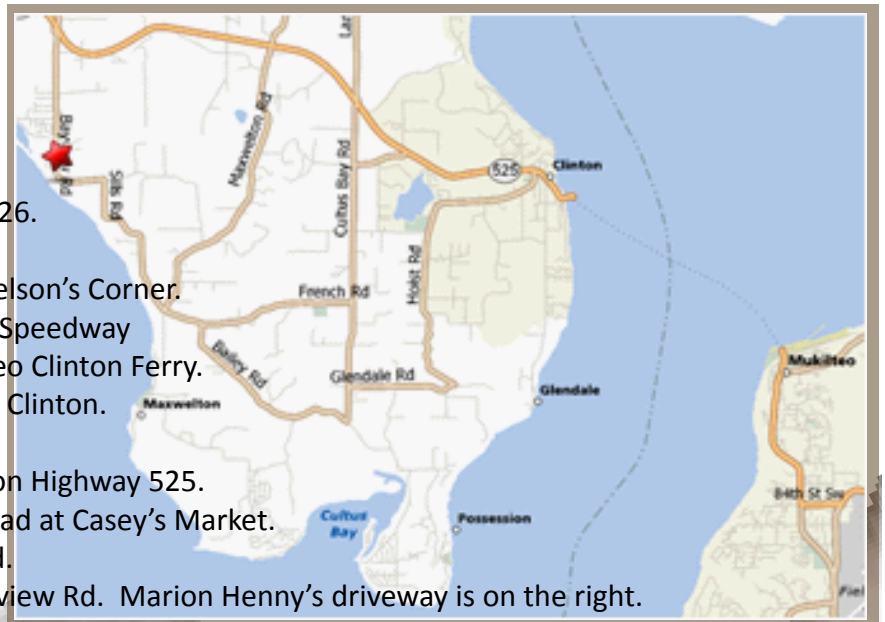 Maxwelton Rd
Cultus Bay Rd
525
Clinton
Sills Rd
26.
Holst Rd
elson's Corner.
French Rd
Speedway
eo Clinton Ferry.
Bailey Rd
Mukilteo
Glendale Rd
Clinton.
Maxwelton
Glendale
on Highway 525.
84th St Sw
ad at Casey's Market.
Cultus
Bay
Possession
d.
view Rd.  Marion Henny's driveway is on the right.